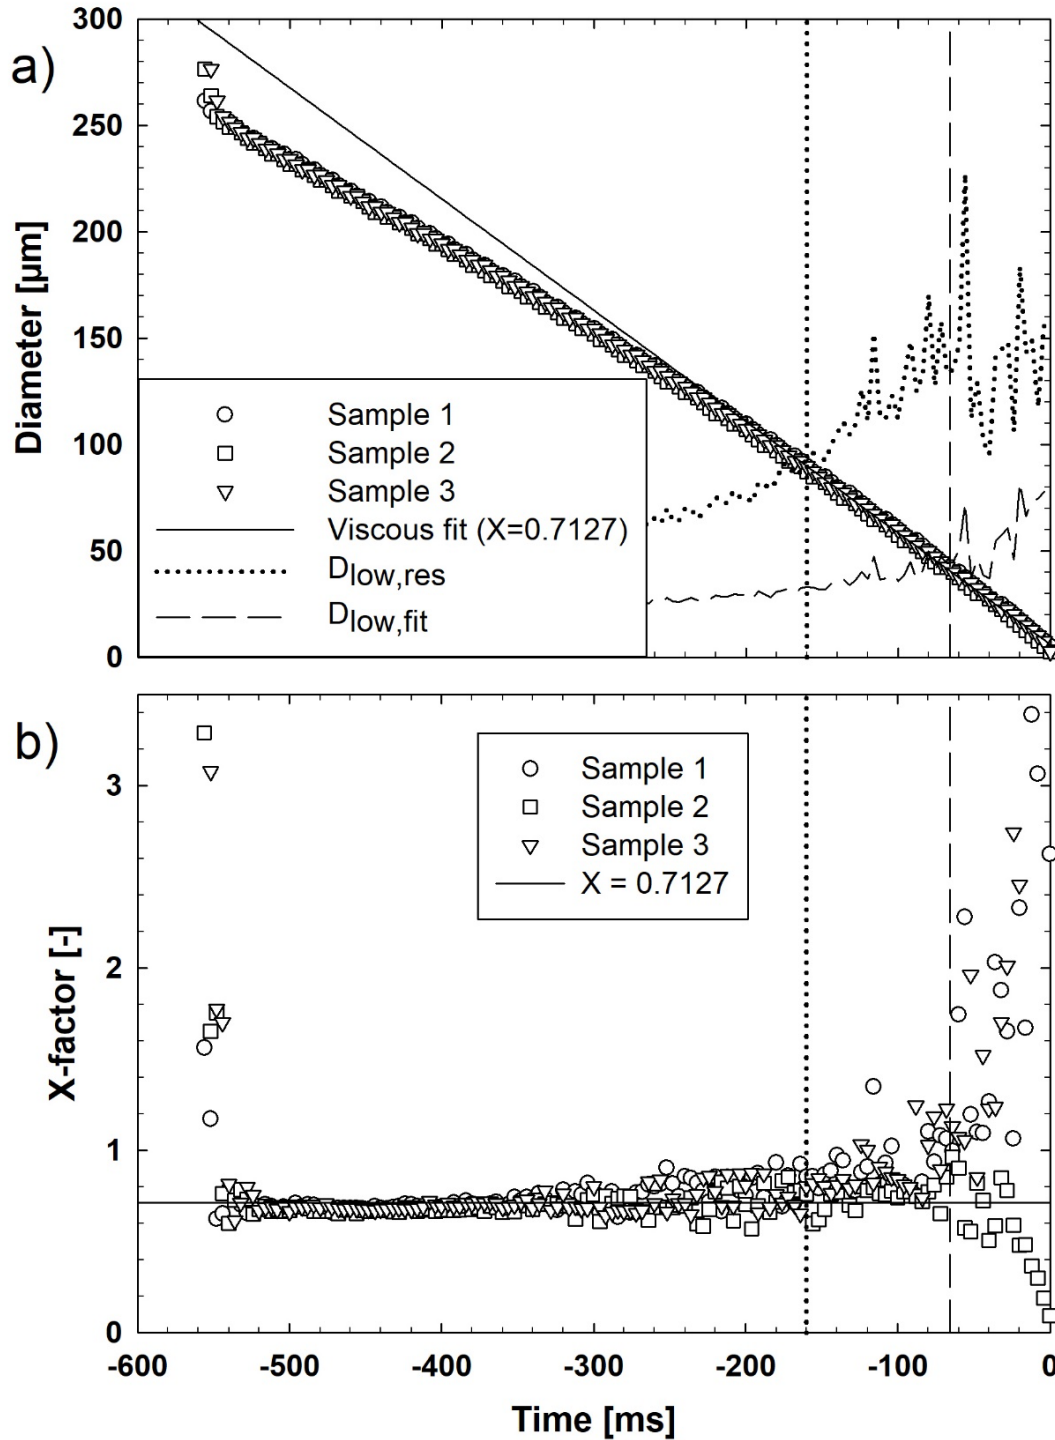 a)
300
250
200
150
100
50
0
Diameter [µm]
Sample 1
Sample 2
Sample 3
Viscous fit (X=0.7127)
Dlow,res
Dlow,fit
b)
3
2
1
0
X-factor [-]
Sample 1
Sample 2
Sample 3
X = 0.7127
-600 -500 -400 -300 -200 -100 0
Time [ms]